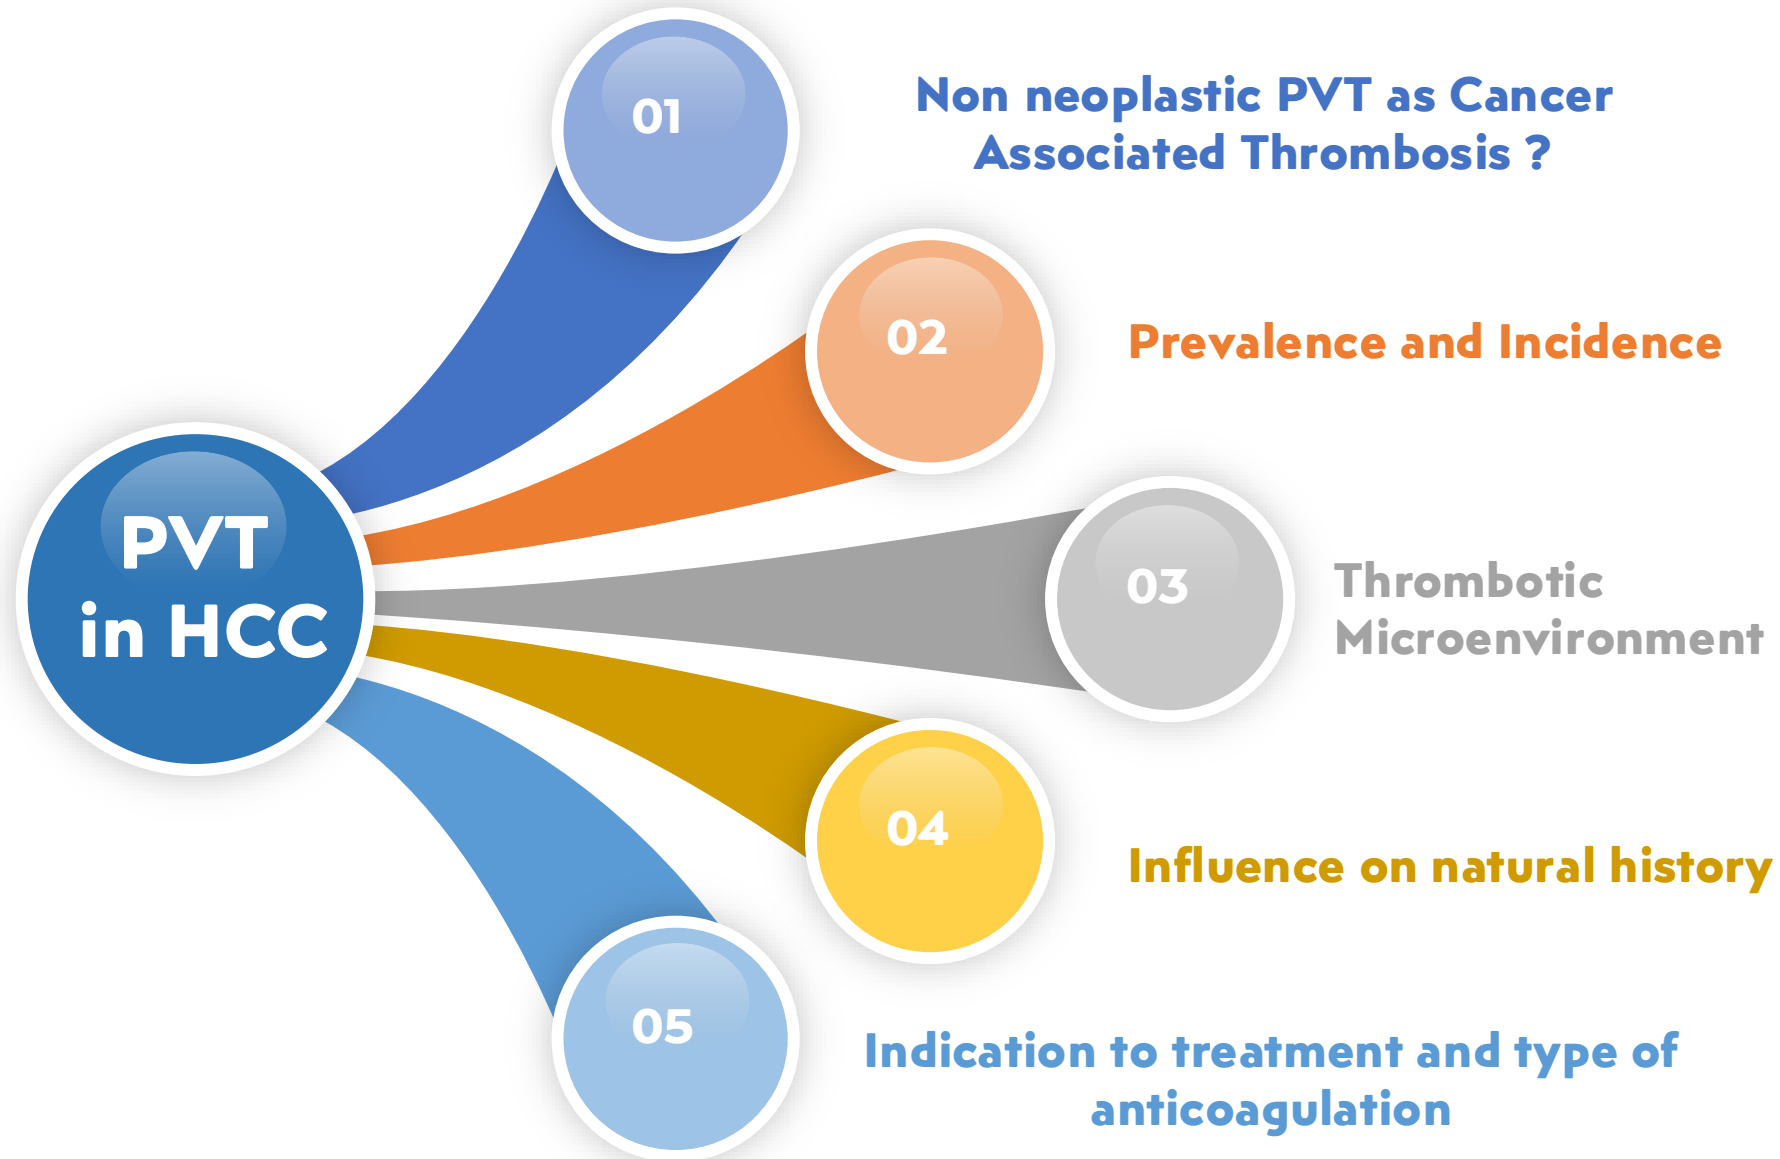 PVT
in HCC
01
Non neoplastic PVT as Cancer
Associated Thrombosis ?
02
Prevalence and Incidence
03
Thrombotic
Microenvironment
04
Influence on natural history
05
Indication to treatment and type of
anticoagulation